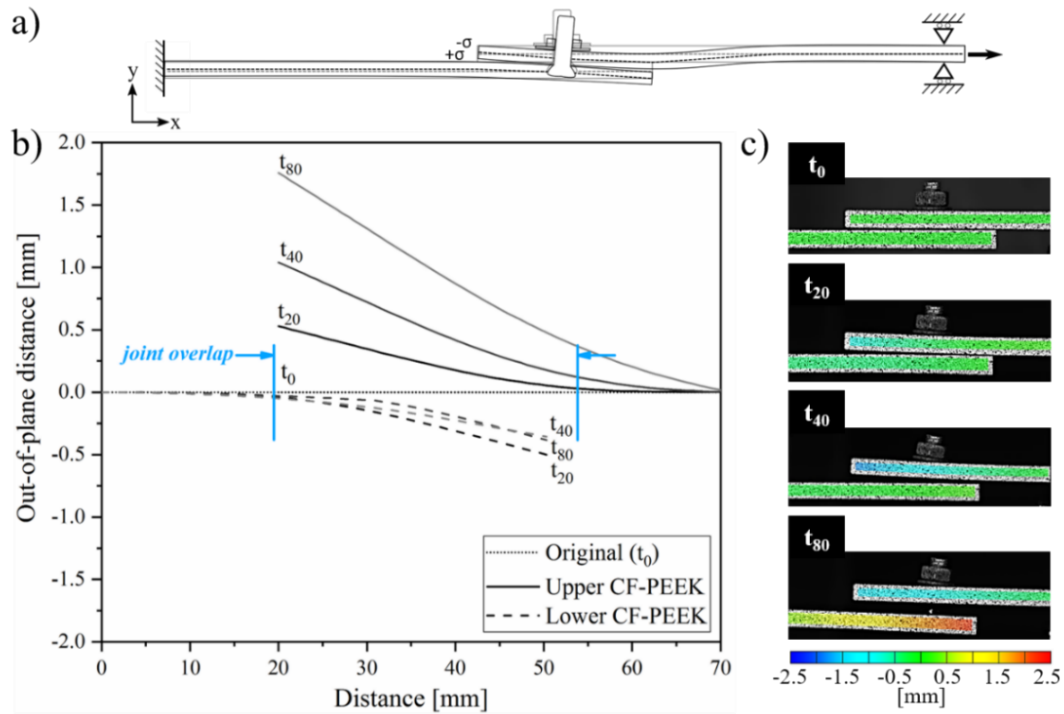 a)
-σ
+σ
y
x
b)
2.0
1.5
1.0
0.5
0.0
-0.5
-1.0
-1.5
-2.0
Out-of-plane distance [mm]
t80
t40
t20
joint overlap
t0
t40
t80
t20
Original (t0)
Upper CF-PEEK
Lower CF-PEEK
0 10 20 30 40 50 60 70
Distance [mm]
c)
t0
t20
t40
t80
-2.5 -1.5 -0.5 0.5 1.5 2.5
[mm]